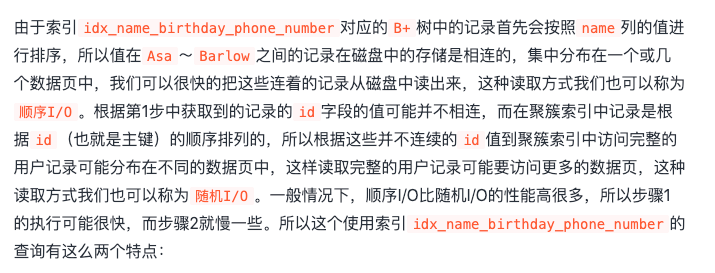 由于索引 idx_name_birthday_phone_number 对应的 B+ 树中的记录首先会按照 name 列的值进
行排序，所以值在 Asa ～ Barlow 之间的记录在磁盘中的存储是相连的，集中分布在一个或几
个数据页中，我们可以很快的把这些连着的记录从磁盘中读出来，这种读取方式我们也可以称为
顺序I/O 。根据第1步中获取到的记录的 id 字段的值可能并不相连，而在聚簇索引中记录是根
据 id （也就是主键）的顺序排列的，所以根据这些并不连续的 id 值到聚簇索引中访问完整的
用户记录可能分布在不同的数据页中，这样读取完整的用户记录可能要访问更多的数据页，这种
读取方式我们也可以称为 随机I/O 。一般情况下，顺序I/O比随机I/O的性能高很多，所以步骤1
的执行可能很快，而步骤2就慢一些。所以这个使用索引 idx_name_birthday_phone_number 的
查询有这么两个特点：